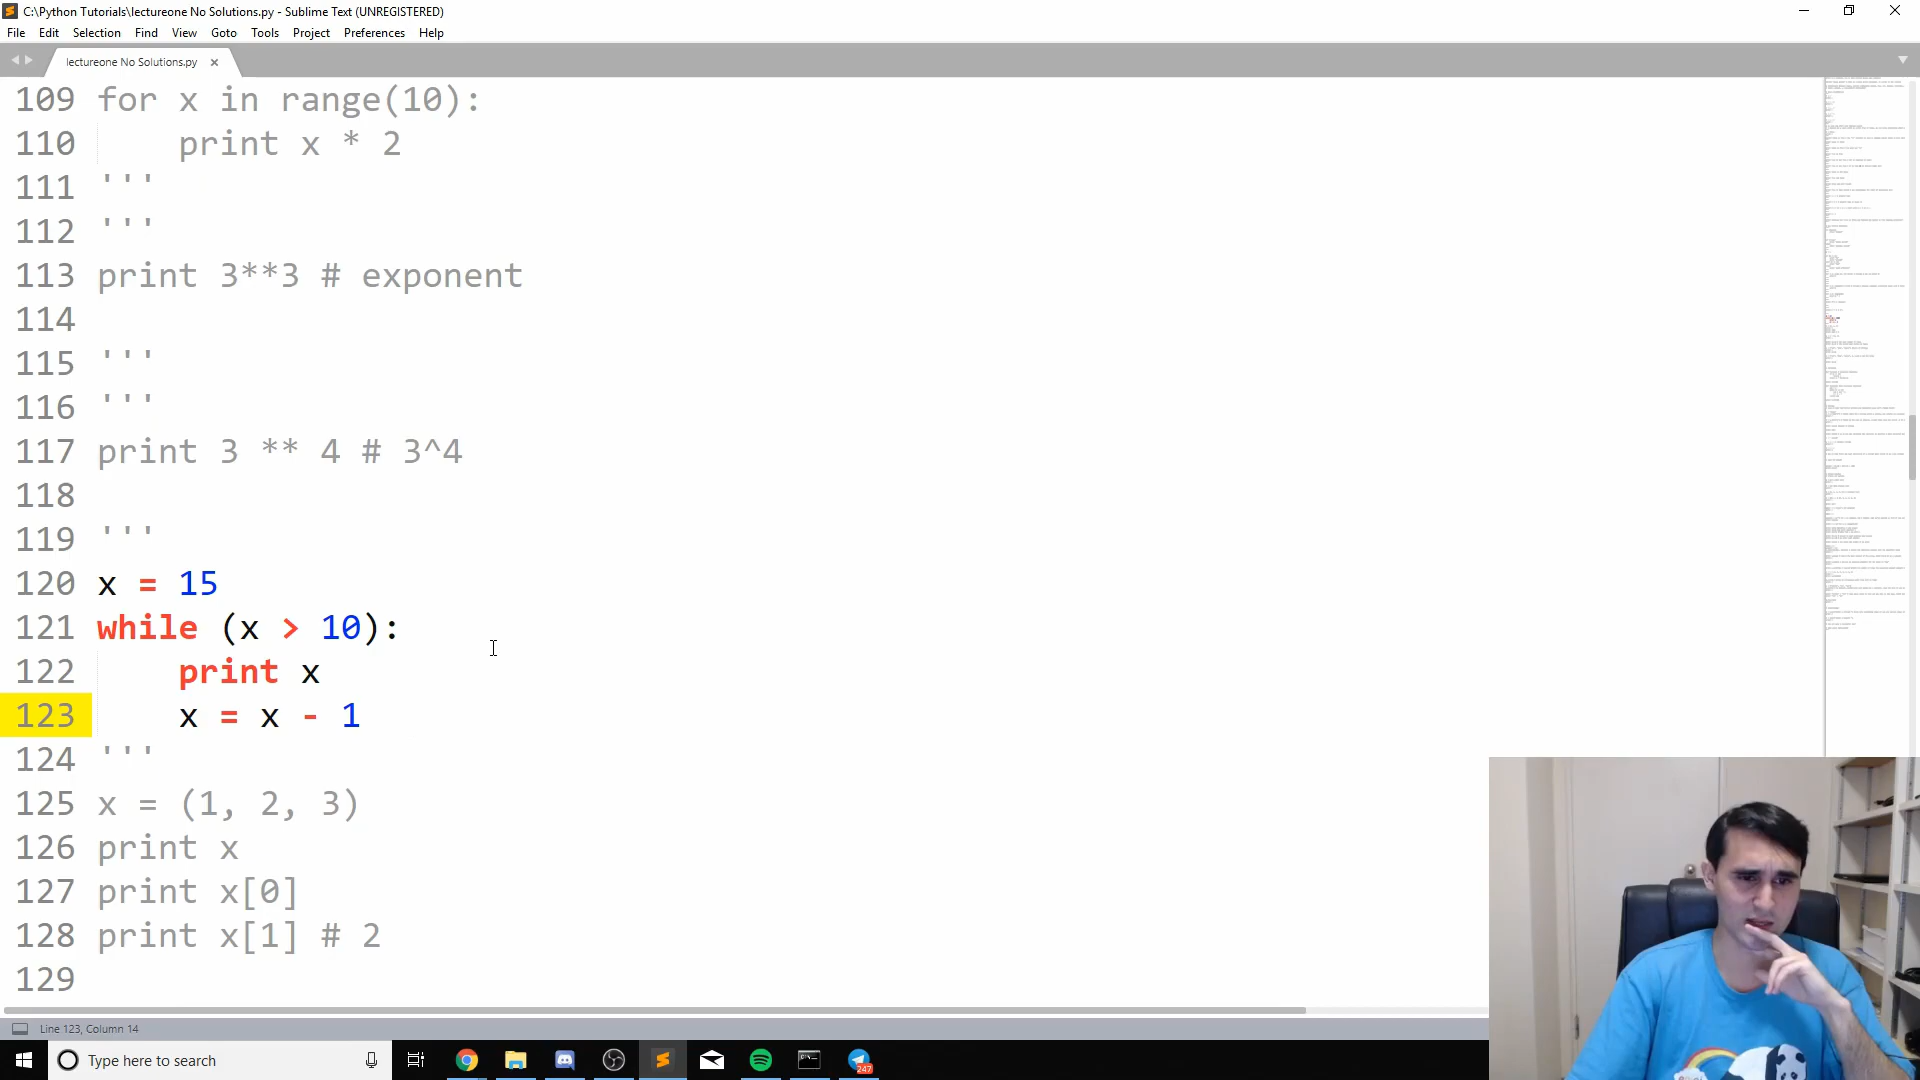 C:\Python Tutorials\lectureone No Solutions.py - Sublime Text (UNREGISTERED)
File Edit Selection Find View Goto Tools Project Preferences Help
lectureone No Solutions.py ×
109 for x in range(10):
110     print x * 2
111 '''
112 '''
113 print 3**3 # exponent
114
115 '''
116 '''
117 print 3 ** 4 # 3^4
118
119 '''
120 x = 15
121 while (x > 10):
122     print x
123     x = x - 1
124 '''
125 x = (1, 2, 3)
126 print x
127 print x[0]
128 print x[1] # 2
129
Line 123, Column 14
Type here to search
247